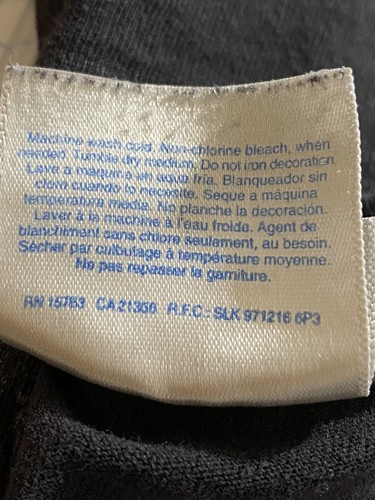 Machine wash cold. Non-chlorine bleach, when
needed. Tumble dry medium. Do not iron decoration.
Lave a maquina en agua fría. Blanqueador sin
cloro cuando lo necesite. Seque a máquina
temperatura media. No planche la decoración.
Laver à la machine à l'eau froide. Agent de
blanchiment sans chlore seulement, au besoin.
Sécher par culbutage à température moyenne.
Ne pas repasser la garniture.
RN 15763 CA 21356 R.F.C.: SLK 971216 6P3